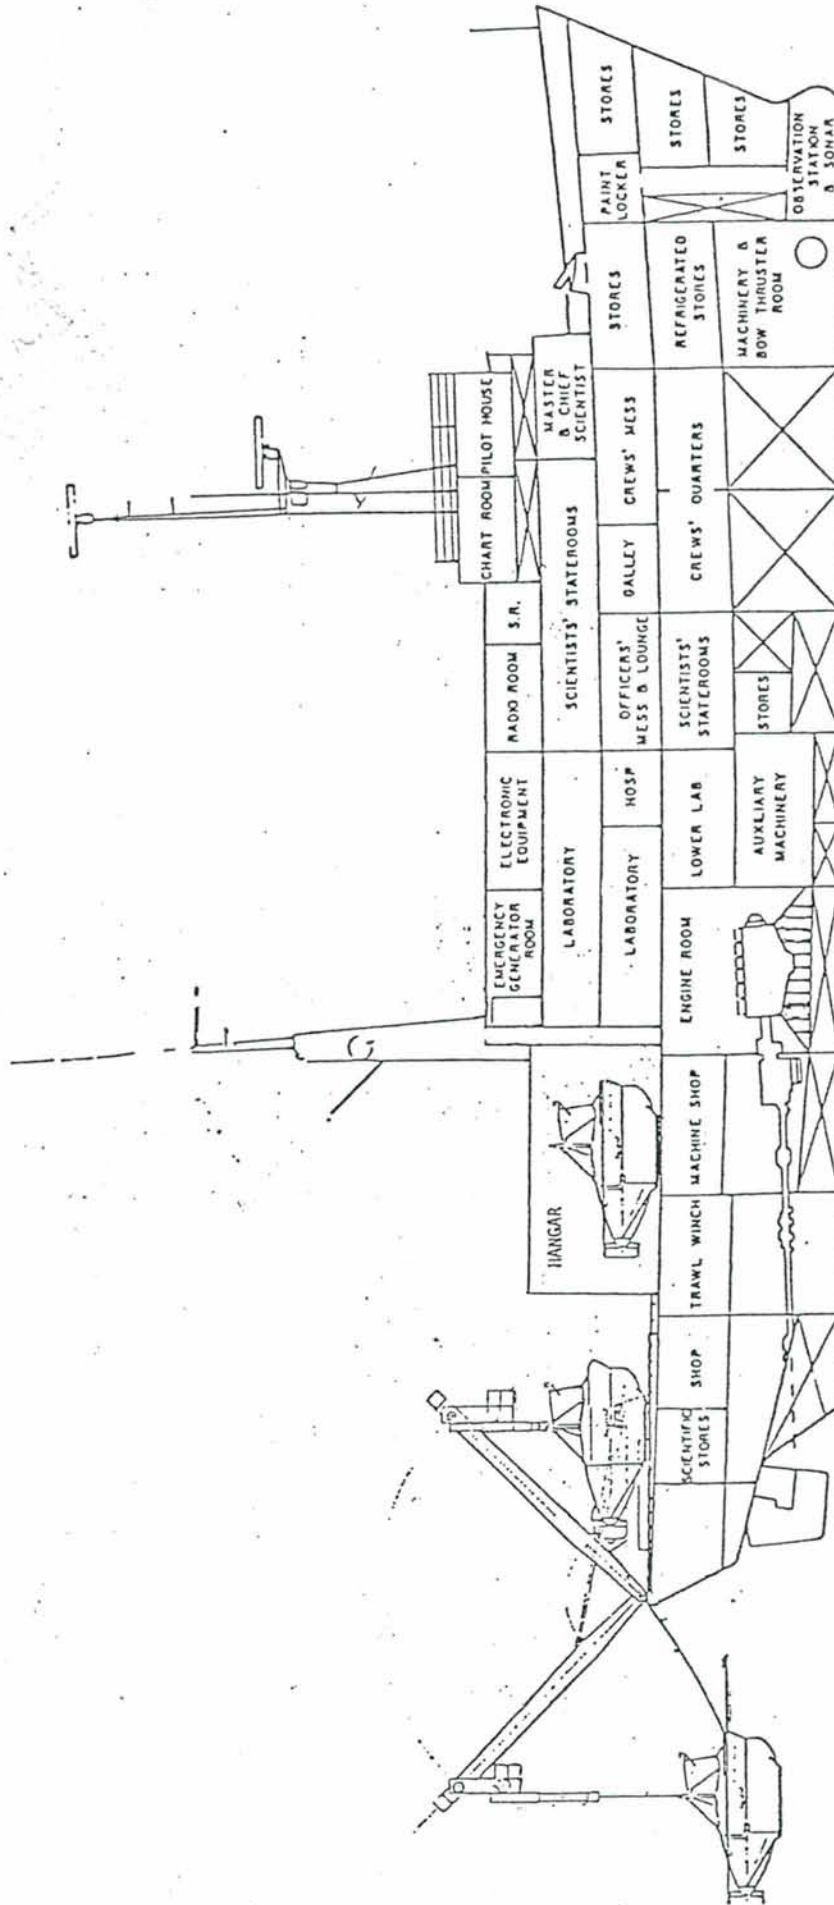 PILOT HOUSE
CHART ROOM
S.R.
RADIO ROOM
ELECTRONIC
EQUIPMENT
EMERGENCY
GENERATOR
ROOM
MASTER
& CHIEF
SCIENTIST
SCIENTISTS' STATEROOMS
LABORATORY
HANGAR
STORES
PAINT
LOCKER
STORES
CREWS' MESS
GALLEY
OFFICERS'
MESS & LOUNGE
HOSP
LABORATORY
STORES
REFRIGERATED
STORES
CREWS' QUARTERS
SCIENTISTS'
STATEROOMS
LOWER LAB
ENGINE ROOM
MACHINE SHOP
TRAWL WINCH
SHOP
SCIENTIFIC
STORES
STORES
OBSERVATION
STATION
& SONAR
MACHINERY &
BOW THRUSTER
ROOM
STORES
AUXILIARY
MACHINERY